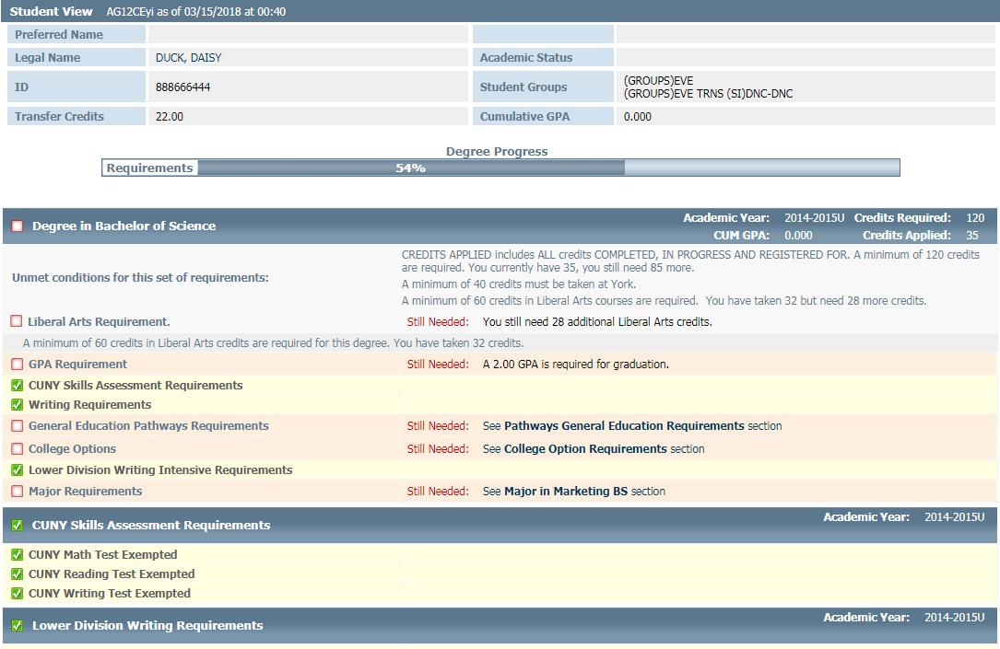 Student View AG12CEyi as of 03/15/2018 at 00:40
Preferred Name
Legal Name DUCK, DAISY Academic Status
ID 888666444 Student Groups (GROUPS)EVE
(GROUPS)EVE TRNS (SI)DNC-DNC
Transfer Credits 22.00 Cumulative GPA 0.000
Degree Progress
Requirements 54%
Degree in Bachelor of Science Academic Year: 2014-2015U Credits Required: 120
CUM GPA: 0.000 Credits Applied: 35
Unmet conditions for this set of requirements: CREDITS APPLIED includes ALL credits COMPLETED, IN PROGRESS AND REGISTERED FOR. A minimum of 120 credits
are required. You currently have 35, you still need 85 more.
A minimum of 40 credits must be taken at York.
A minimum of 60 credits in Liberal Arts courses are required. You have taken 32 but need 28 more credits.
Liberal Arts Requirement. Still Needed: You still need 28 additional Liberal Arts credits.
A minimum of 60 credits in Liberal Arts credits are required for this degree. You have taken 32 credits.
GPA Requirement Still Needed: A 2.00 GPA is required for graduation.
CUNY Skills Assessment Requirements
Writing Requirements
General Education Pathways Requirements Still Needed: See Pathways General Education Requirements section
College Options Still Needed: See College Option Requirements section
Lower Division Writing Intensive Requirements
Major Requirements Still Needed: See Major in Marketing BS section
CUNY Skills Assessment Requirements Academic Year: 2014-2015U
CUNY Math Test Exempted
CUNY Reading Test Exempted
CUNY Writing Test Exempted
Lower Division Writing Requirements Academic Year: 2014-2015U